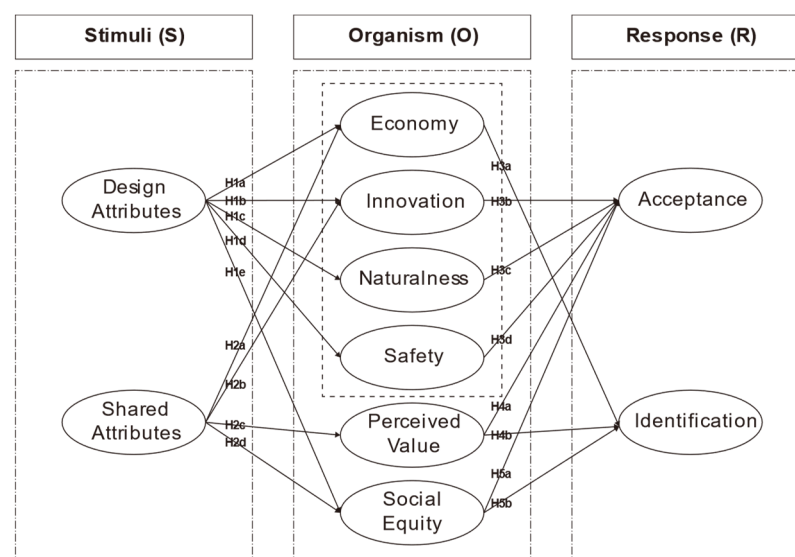 Stimuli (S)
Organism (O)
Response (R)
Design
Attributes
Shared
Attributes
H1a
H1b
H1c
H1d
H1e
H2a
H2b
H2c
H2d
Economy
Innovation
Naturalness
Safety
Perceived
Value
Social
Equity
H3a
H3b
H3c
H3d
H4a
H4b
H5a
H5b
Acceptance
Identification